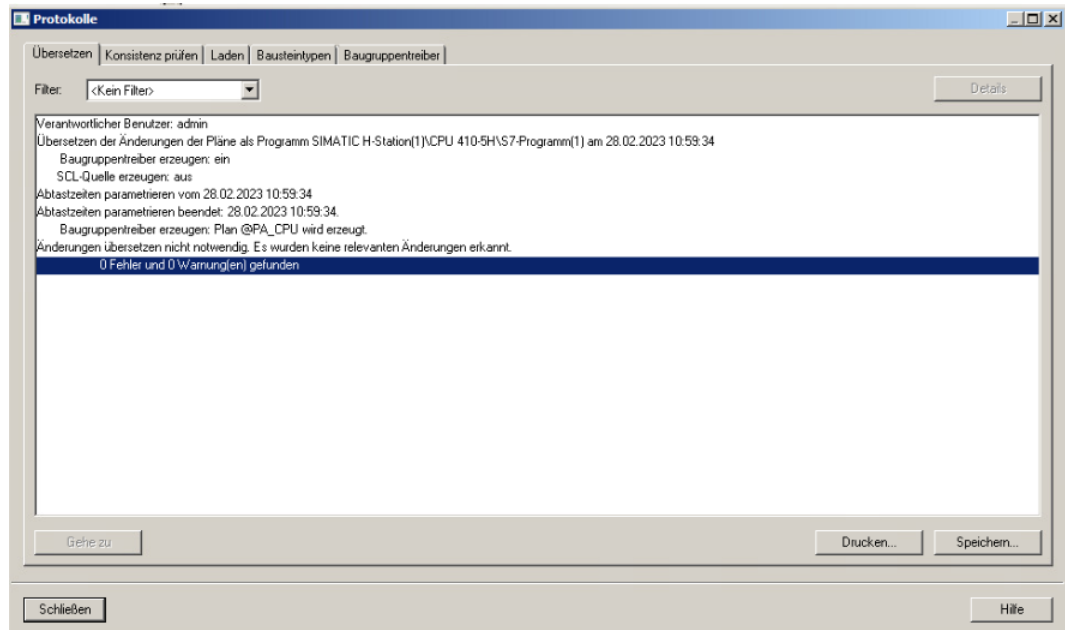 Protokolle
Übersetzen Konsistenz prüfen Laden Bausteintypen Baugruppentreiber
Filter: <Kein Filter> Details
Verantwortlicher Benutzer: admin
Übersetzen der Änderungen der Pläne als Programm SIMATIC H-Station(1)\CPU 410-5H\S7-Programm(1) am 28.02.2023 10:59:34
Baugruppentreiber erzeugen: ein
SCL-Quelle erzeugen: aus
Abtastzeiten parametrieren vom 28.02.2023 10:59:34
Abtastzeiten parametrieren beendet: 28.02.2023 10:59:34.
Baugruppentreiber erzeugen: Plan @PA_CPU wird erzeugt.
Änderungen übersetzen nicht notwendig. Es wurden keine relevanten Änderungen erkannt.
0 Fehler und 0 Warnung(en) gefunden
Gehe zu Drucken... Speichern...
Schließen Hilfe